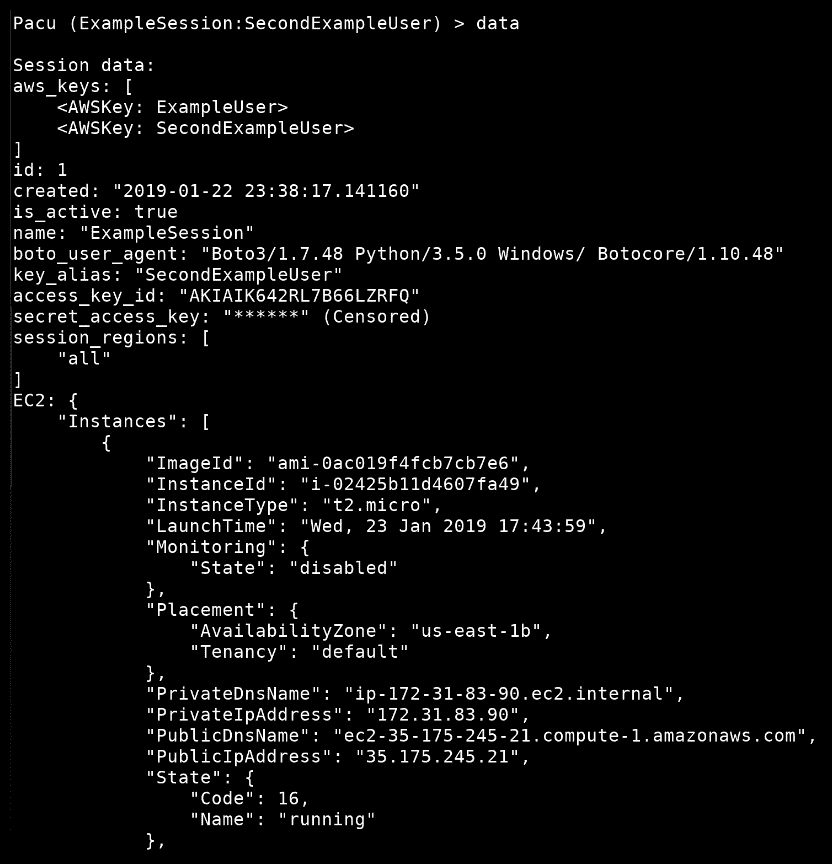 Pacu (ExampleSession:SecondExampleUser) > data
Session data:
aws_keys: [
    <AWSKey: ExampleUser>
    <AWSKey: SecondExampleUser>
]
id: 1
created: "2019-01-22 23:38:17.141160"
is_active: true
name: "ExampleSession"
boto_user_agent: "Boto3/1.7.48 Python/3.5.0 Windows/ Botocore/1.10.48"
key_alias: "SecondExampleUser"
access_key_id: "AKIAIK642RL7B66LZRFQ"
secret_access_key: "******" (Censored)
session_regions: [
    "all"
]
EC2: {
    "Instances": [
        {
            "ImageId": "ami-0ac019f4fcb7cb7e6",
            "InstanceId": "i-02425b11d4607fa49",
            "InstanceType": "t2.micro",
            "LaunchTime": "Wed, 23 Jan 2019 17:43:59",
            "Monitoring": {
                "State": "disabled"
            },
            "Placement": {
                "AvailabilityZone": "us-east-1b",
                "Tenancy": "default"
            },
            "PrivateDnsName": "ip-172-31-83-90.ec2.internal",
            "PrivateIpAddress": "172.31.83.90",
            "PublicDnsName": "ec2-35-175-245-21.compute-1.amazonaws.com",
            "PublicIpAddress": "35.175.245.21",
            "State": {
                "Code": 16,
                "Name": "running"
            },